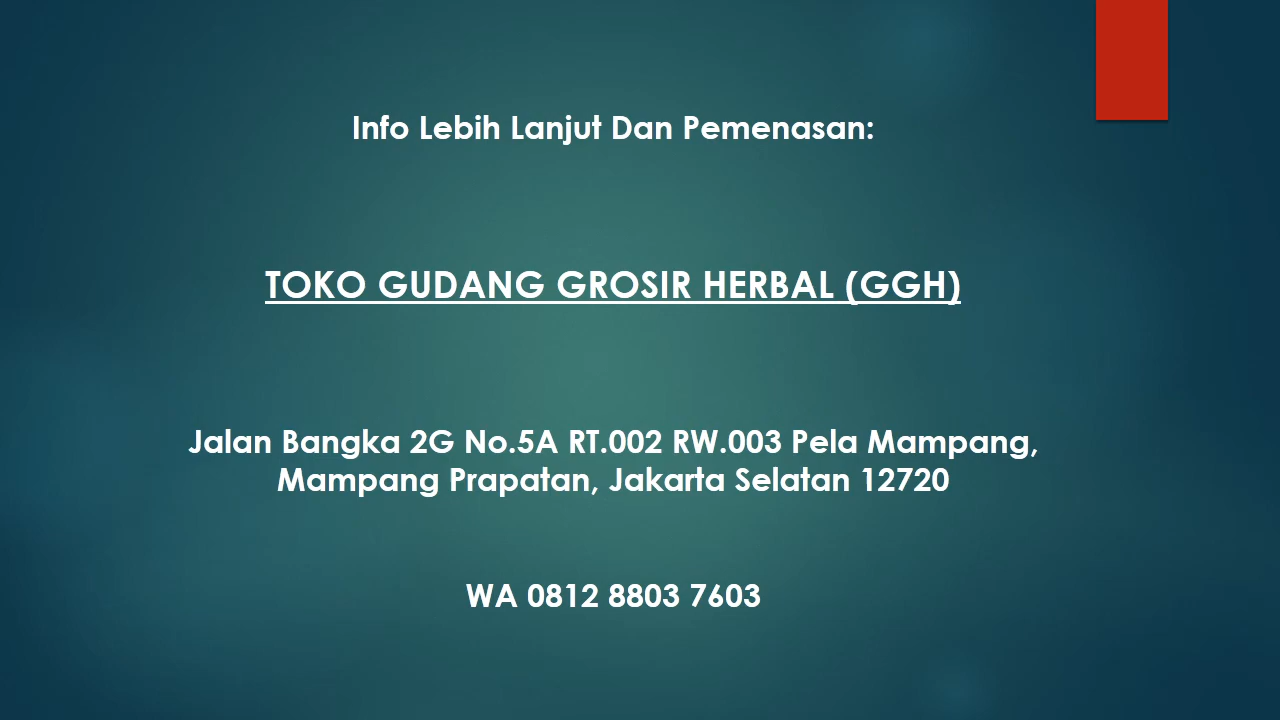 Info Lebih Lanjut Dan Pemenasan:
TOKO GUDANG GROSIR HERBAL (GGH)
Jalan Bangka 2G No.5A RT.002 RW.003 Pela Mampang,
Mampang Prapatan, Jakarta Selatan 12720
WA 0812 8803 7603